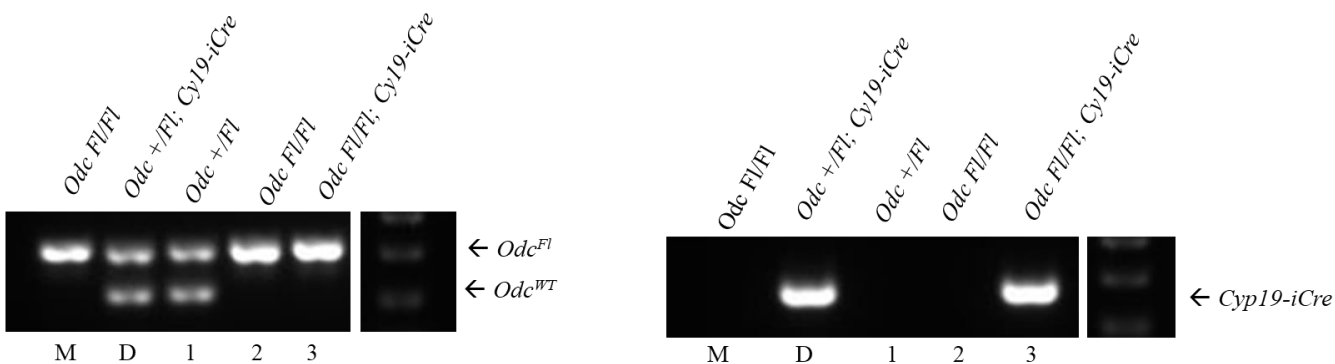 Odc Fl/Fl
Odc +/Fl; Cy19-iCre
Odc +/Fl
Odc Fl/Fl
Odc Fl/Fl; Cy19-iCre
← Odc^Fl
← Odc^WT
M D 1 2 3
Odc Fl/Fl
Odc +/Fl; Cy19-iCre
Odc +/Fl
Odc Fl/Fl
Odc Fl/Fl; Cy19-iCre
← Cyp19-iCre
M D 1 2 3